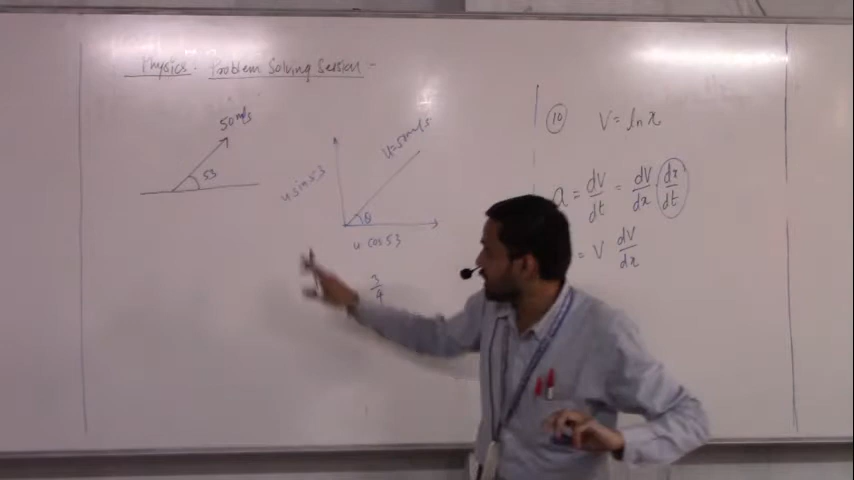 Physics - Problem Solving Session -
50 m/s
53
u sin 53
u=50m/s
θ
u cos 53
3/4
10 V = ln x
a = dV/dt = dV/dx dx/dt
= V dV/dx